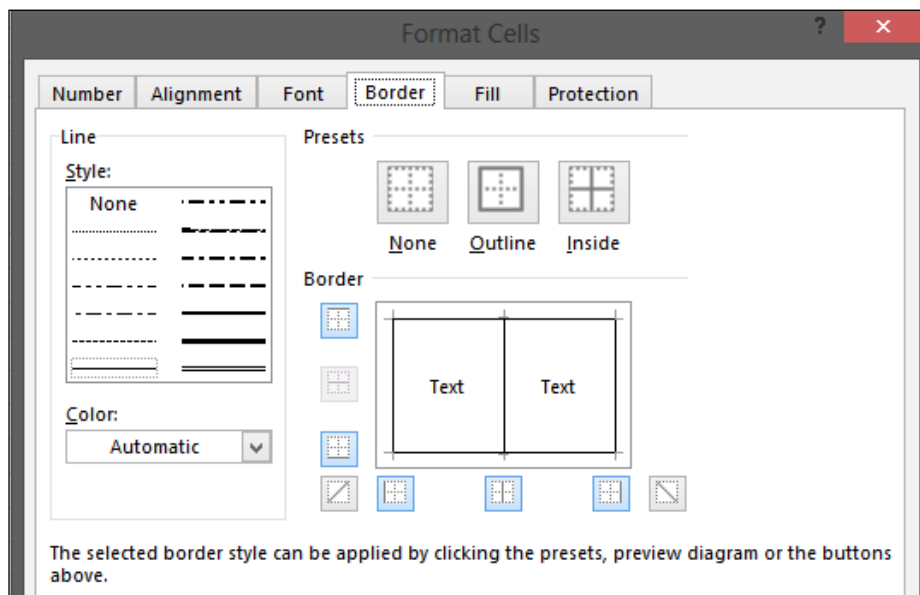 Format Cells ? ×
Number Alignment Font Border Fill Protection
Line
Style:
None
Color:
Automatic
Presets
None Outline Inside
Border
Text Text
The selected border style can be applied by clicking the presets, preview diagram or the buttons
above.